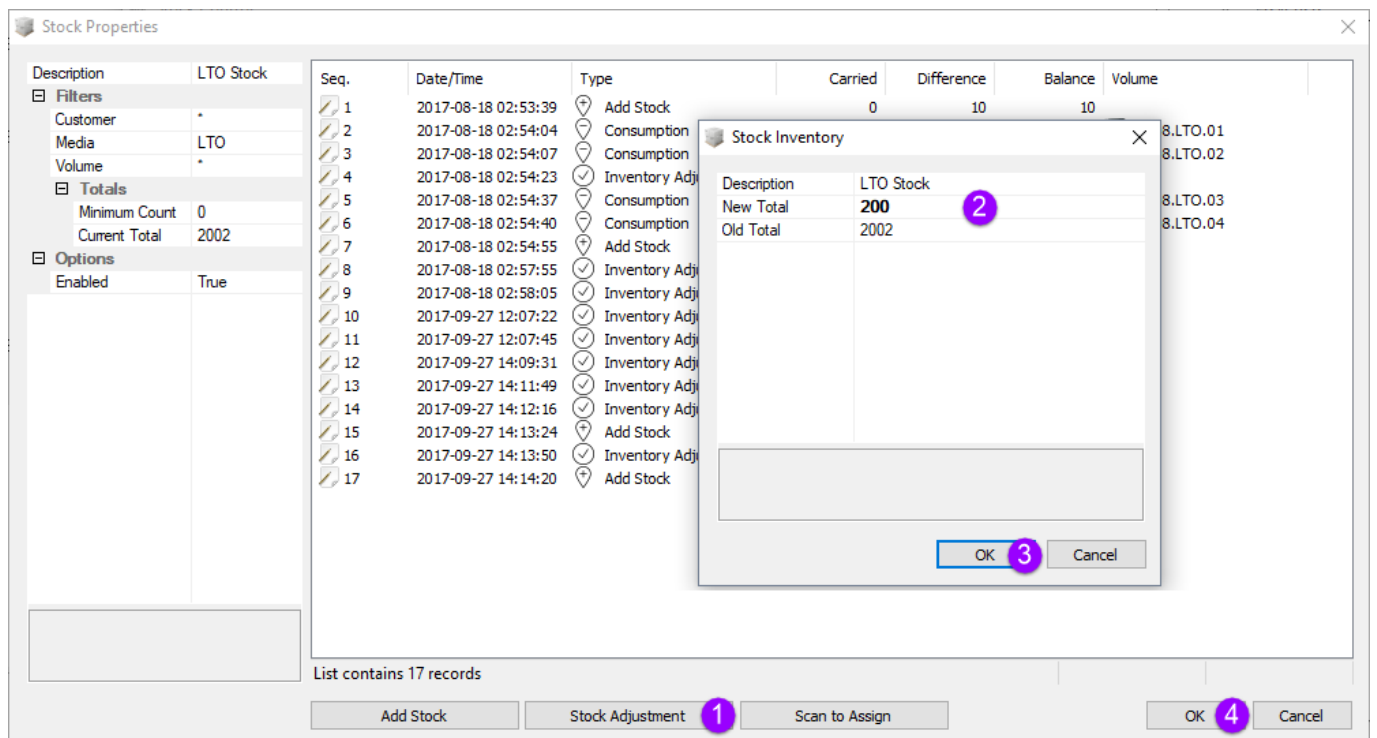 Stock Properties
Description LTO Stock
Filters
Customer *
Media LTO
Volume *
Totals
Minimum Count 0
Current Total 2002
Options
Enabled True
Seq. Date/Time Type Carried Difference Balance Volume
1 2017-08-18 02:53:39 Add Stock 0 10 10
2 2017-08-18 02:54:04 Consumption 8.LTO.01
3 2017-08-18 02:54:07 Consumption 8.LTO.02
4 2017-08-18 02:54:23 Inventory Adj
5 2017-08-18 02:54:37 Consumption 8.LTO.03
6 2017-08-18 02:54:40 Consumption 8.LTO.04
7 2017-08-18 02:54:55 Add Stock
8 2017-08-18 02:57:55 Inventory Adj
9 2017-08-18 02:58:05 Inventory Adj
10 2017-09-27 12:07:22 Inventory Adj
11 2017-09-27 12:07:45 Inventory Adj
12 2017-09-27 14:09:31 Inventory Adj
13 2017-09-27 14:11:49 Inventory Adj
14 2017-09-27 14:12:16 Inventory Adj
15 2017-09-27 14:13:24 Add Stock
16 2017-09-27 14:13:50 Inventory Adj
17 2017-09-27 14:14:20 Add Stock
Stock Inventory
Description LTO Stock
New Total 200 2
Old Total 2002
OK 3 Cancel
List contains 17 records
Add Stock Stock Adjustment 1 Scan to Assign OK 4 Cancel